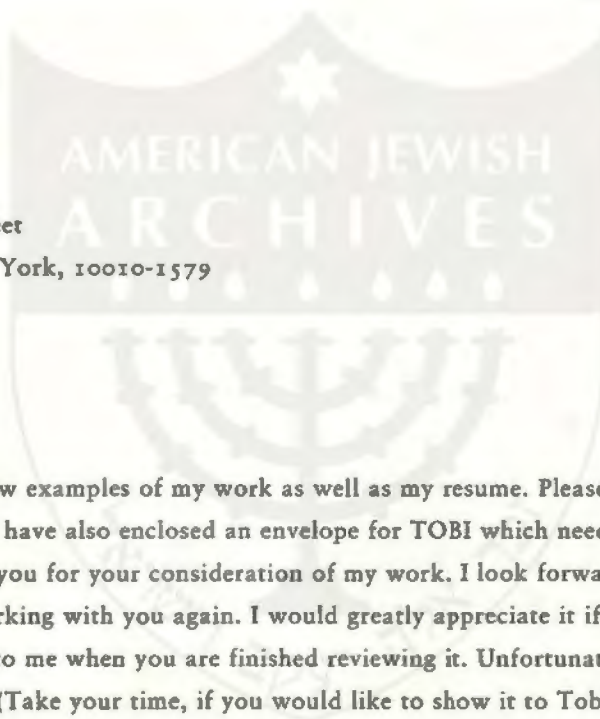 AMERICAN JEWISH
ARCHIVES
et
York, 10010-1579
w examples of my work as well as my resume. Please
have also enclosed an envelope for TOBI which need
you for your consideration of my work. I look forwa
rking with you again. I would greatly appreciate it if
to me when you are finished reviewing it. Unfortunat
(Take your time, if you would like to show it to Tob